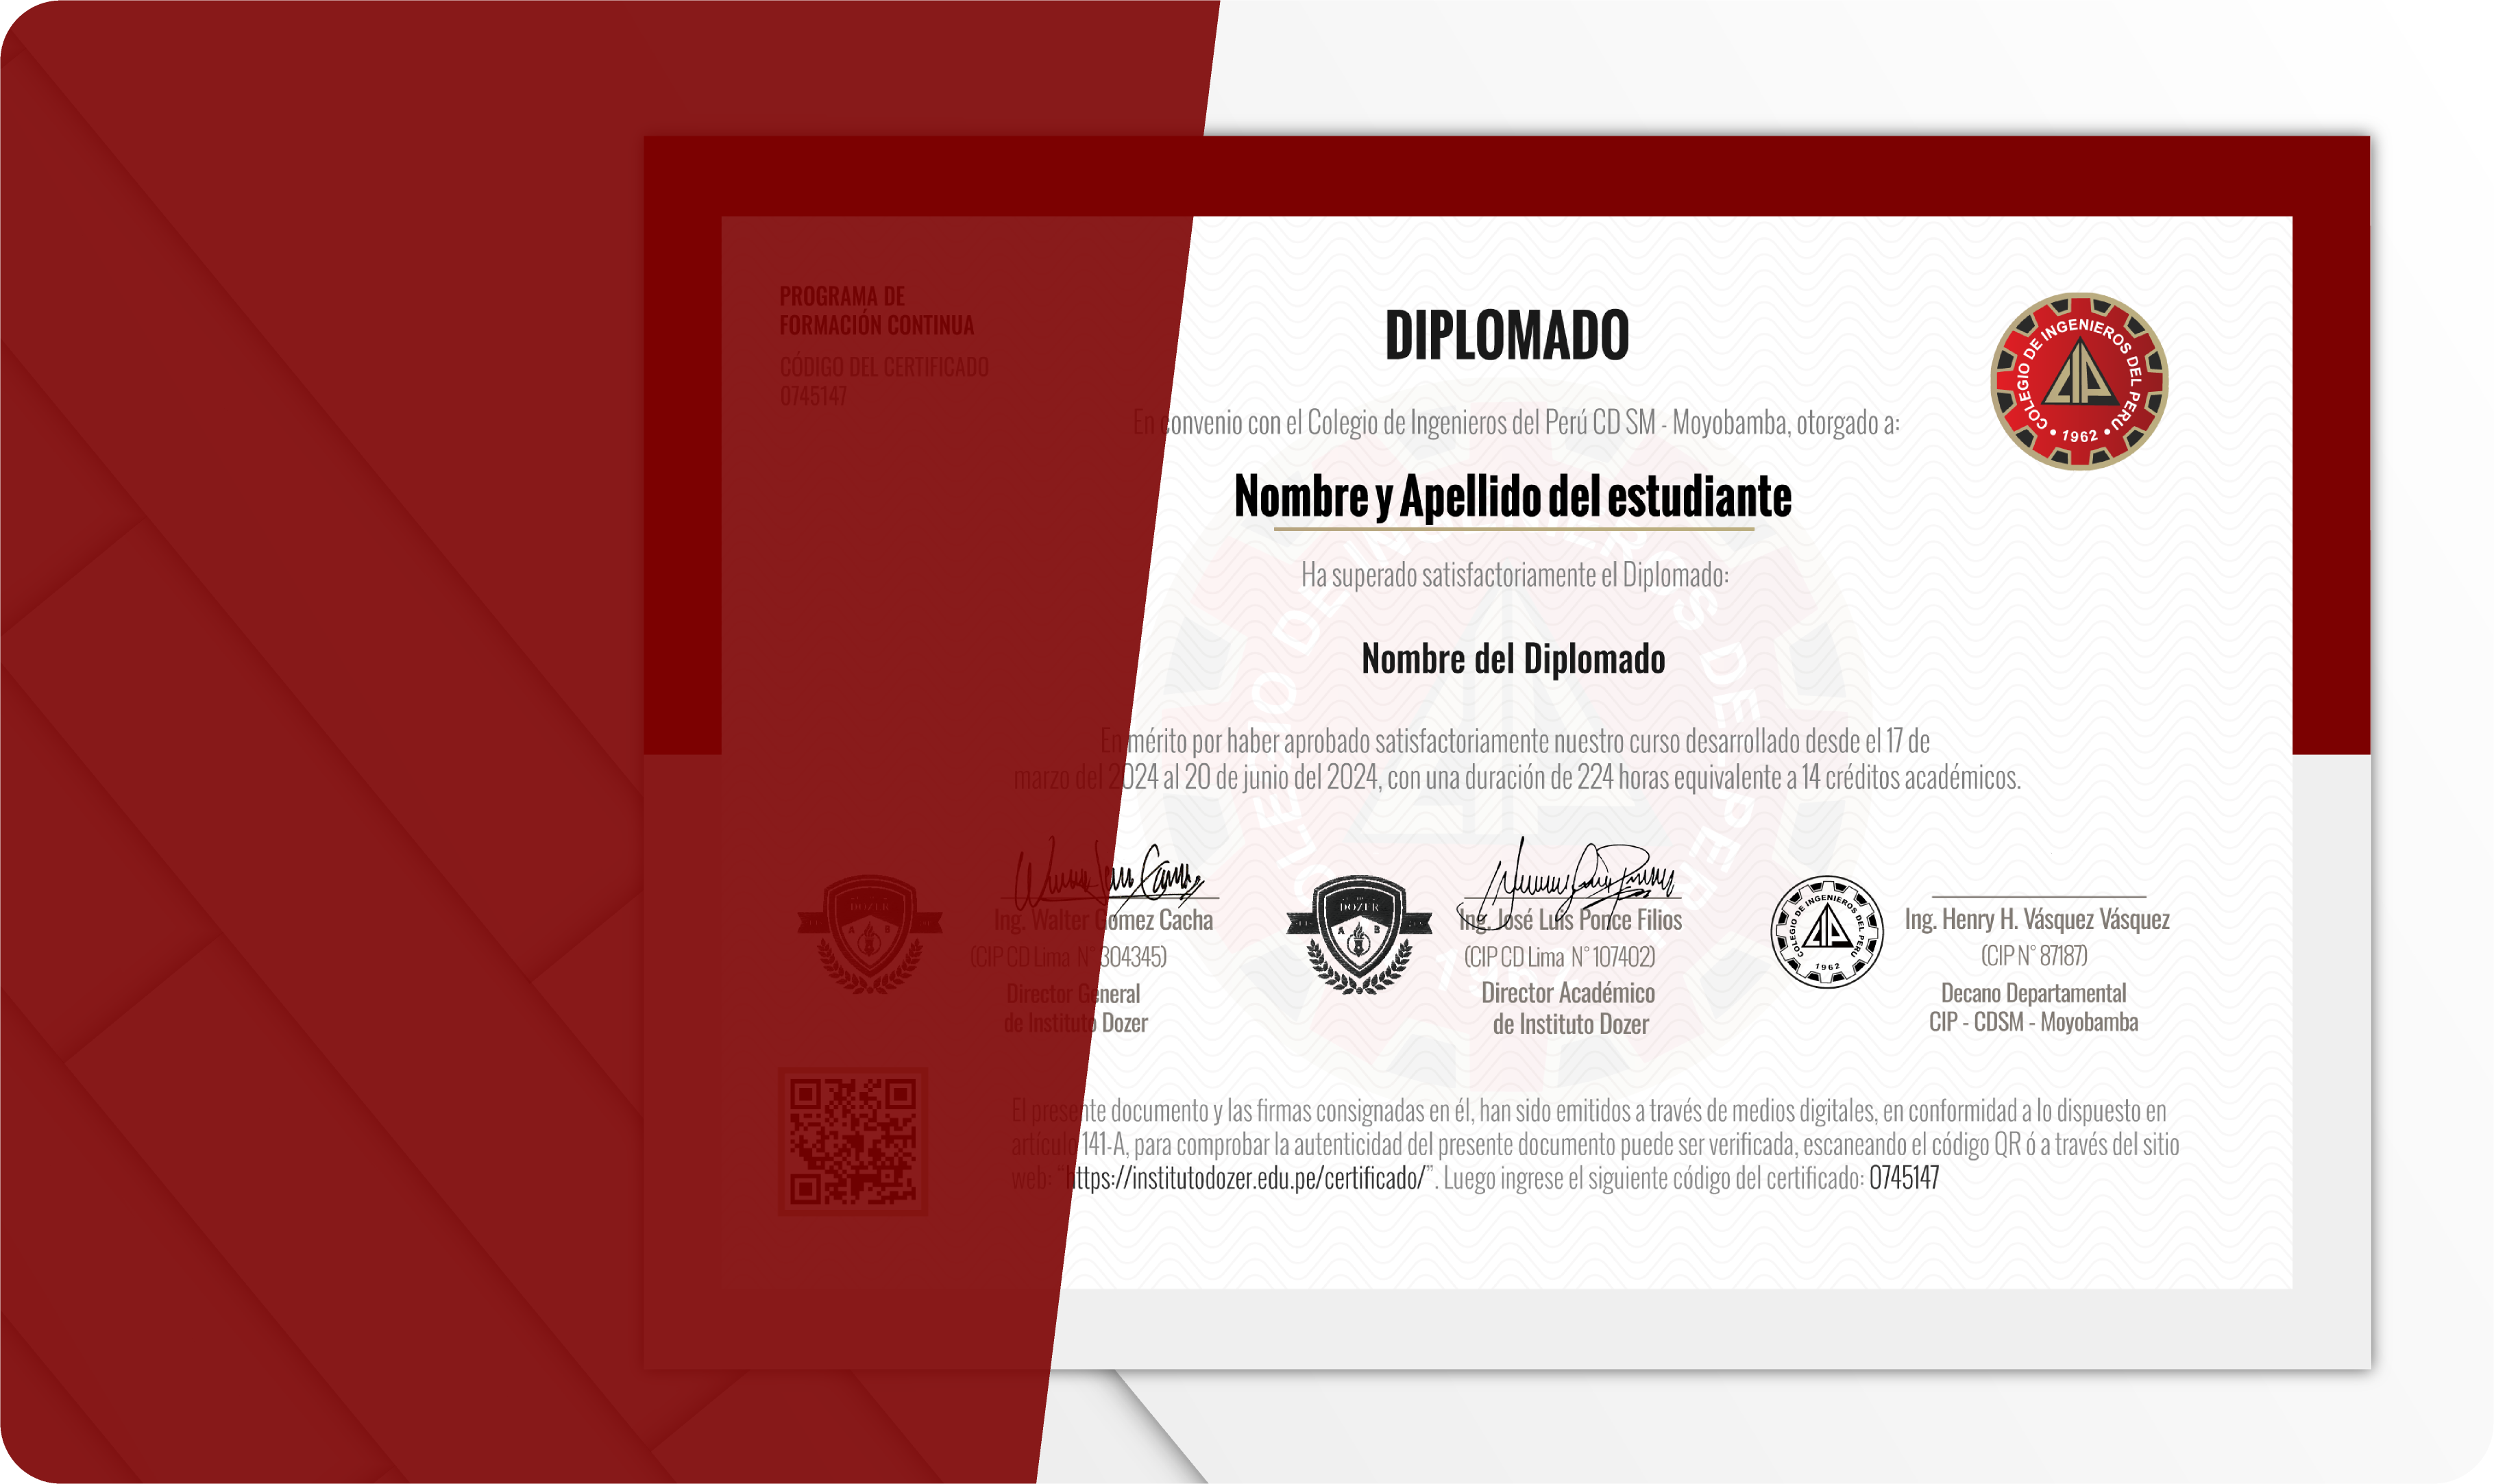 PROGRAMA DE
FORMACIÓN CONTINUA
CÓDIGO DEL CERTIFICADO
0745147
DIPLOMADO
COLEGIO DE INGENIEROS DEL PERU
1962
En convenio con el Colegio de Ingenieros del Perú CD SM - Moyobamba, otorgado a:
Nombre y Apellido del estudiante
Ha superado satisfactoriamente el Diplomado:
Nombre del Diplomado
En mérito por haber aprobado satisfactoriamente nuestro curso desarrollado desde el 17 de
marzo del 2024 al 20 de junio del 2024, con una duración de 224 horas equivalente a 14 créditos académicos.
DOZER
A B
Ing. Walter Gómez Cacha
(CIP CD Lima N° 304345)
Director General
de Instituto Dozer
DOZER
A B
Ing. José Luis Ponce Filios
(CIP CD Lima N° 107402)
Director Académico
de Instituto Dozer
COLEGIO DE INGENIEROS DEL PERU
1962
Ing. Henry H. Vásquez Vásquez
(CIP N° 87187)
Decano Departamental
CIP - CDSM - Moyobamba
El presente documento y las firmas consignadas en él, han sido emitidos a través de medios digitales, en conformidad a lo dispuesto en
artículo 141-A, para comprobar la autenticidad del presente documento puede ser verificada, escaneando el código QR ó a través del sitio
web: “https://institutodozer.edu.pe/certificado/”. Luego ingrese el siguiente código del certificado: 0745147